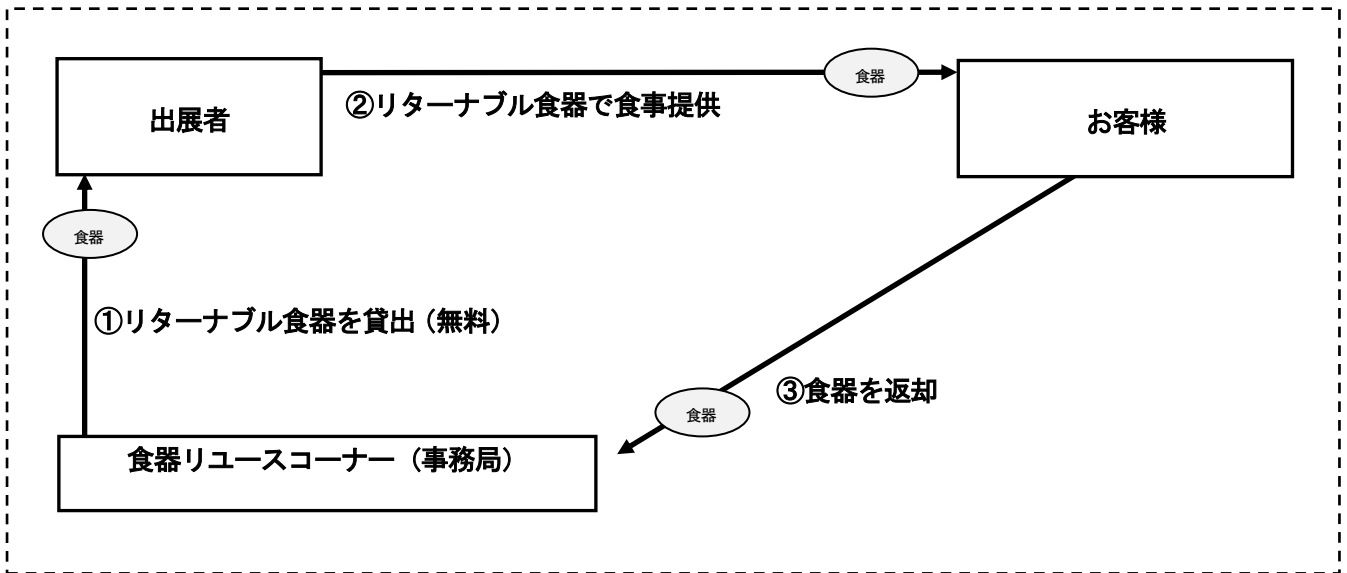 食器
②リターナブル食器で食事提供
出展者
お客様
食器
①リターナブル食器を貸出（無料）
③食器を返却
食器
食器リユースコーナー（事務局）